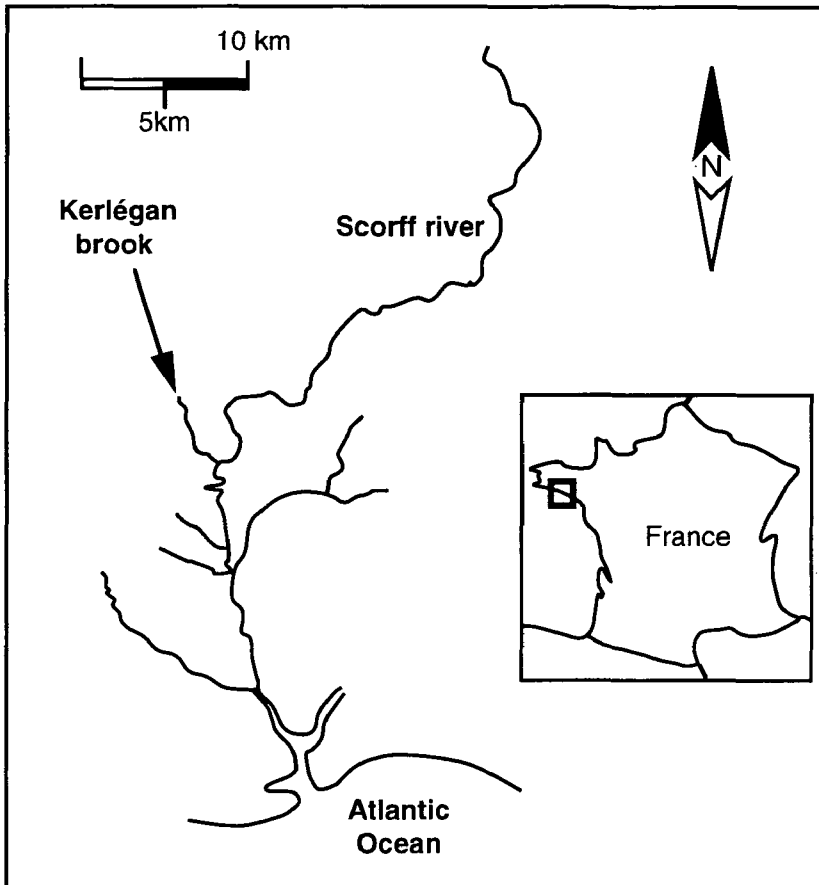 10 km
5km
Kerlégan
brook
Scorff river
N
France
Atlantic
Ocean